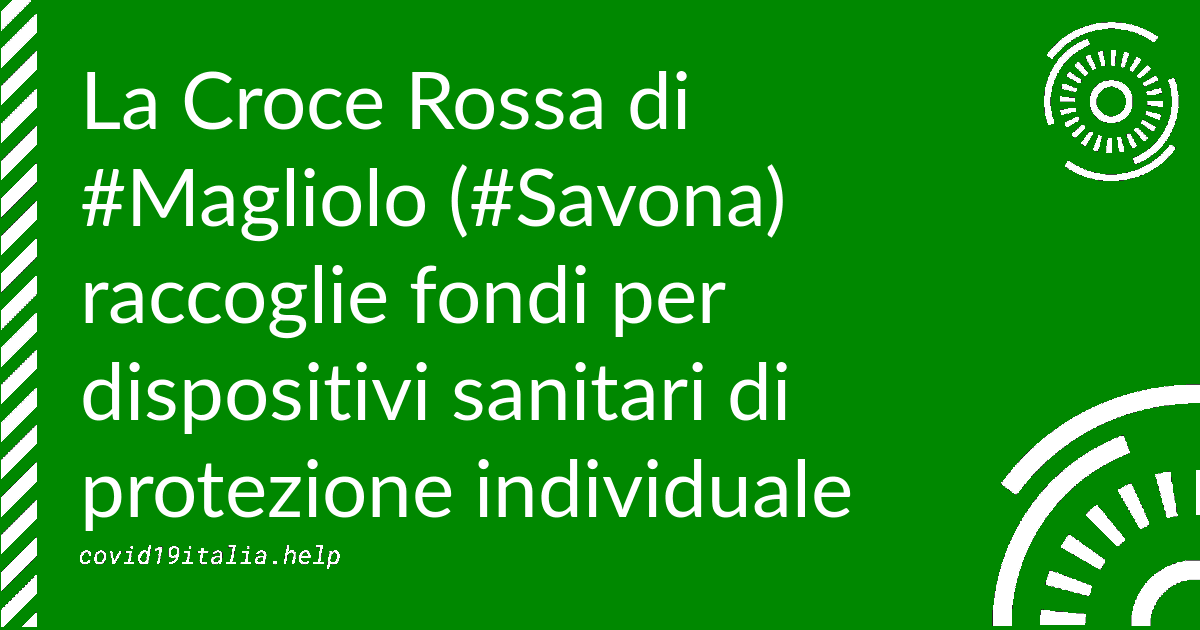 La Croce Rossa di
#Magliolo (#Savona)
raccoglie fondi per
dispositivi sanitari di
protezione individuale
covid19italia.help